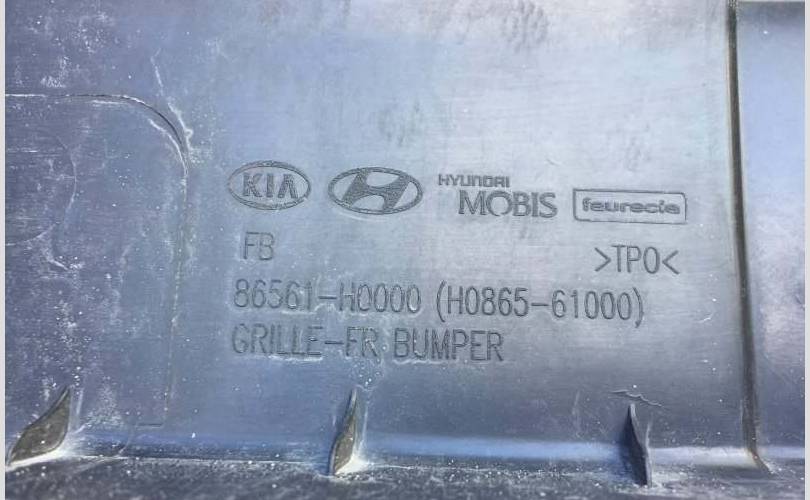 KIA HYUNDAI MOBIS faurecia
FB >TPO<
86561-H0000 (H0865-61000)
GRILLE-FR BUMPER